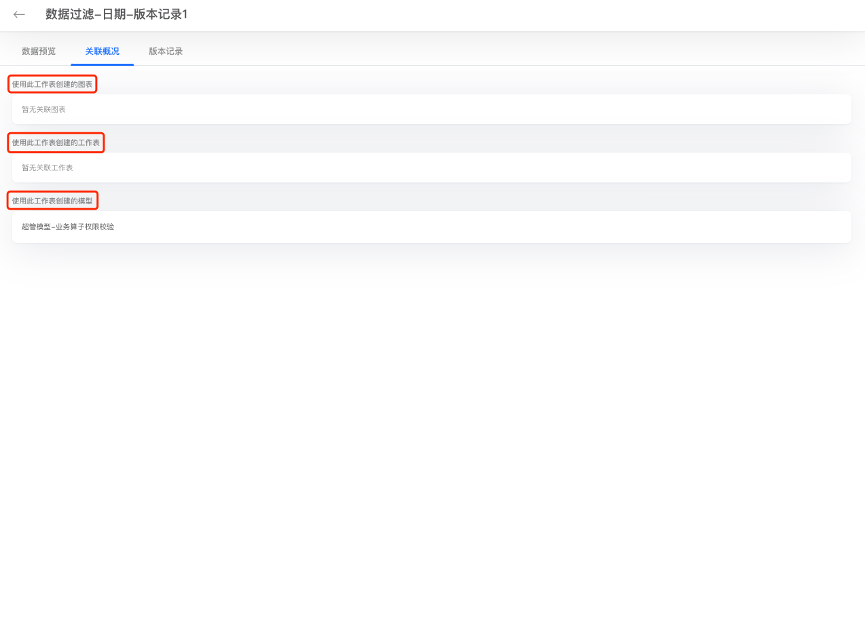 数据过滤-日期-版本记录1
数据预览 关联概况 版本记录
使用此工作表创建的图表
暂无关联图表
使用此工作表创建的工作表
暂无关联工作表
使用此工作表创建的模型
超管模型-业务算子权限校验